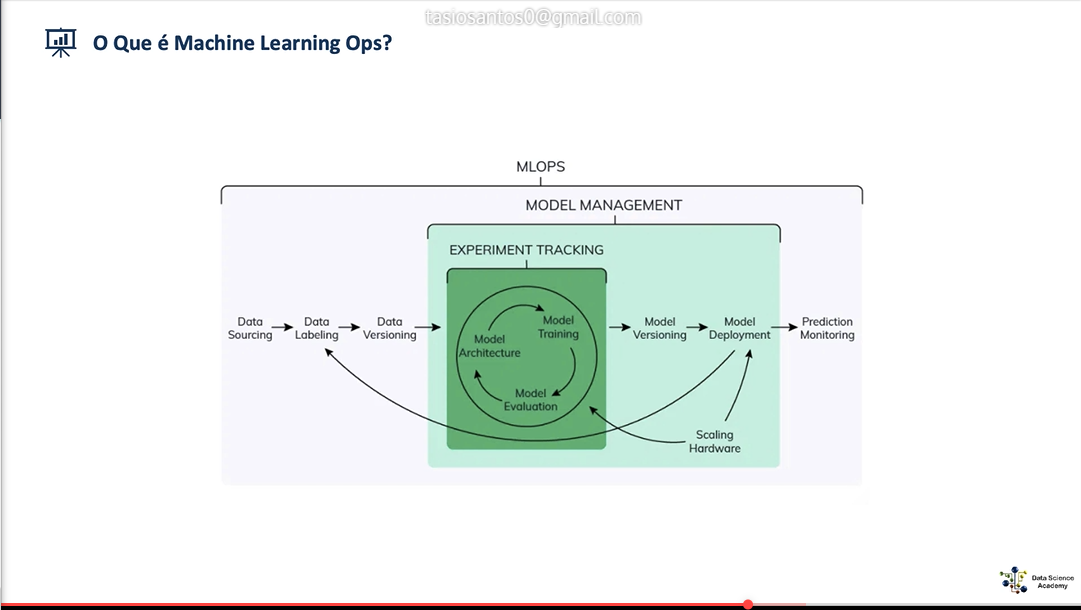 tasiosantos0@gmail.com
O Que é Machine Learning Ops?
MLOPS
MODEL MANAGEMENT
EXPERIMENT TRACKING
Data
Sourcing
Data
Labeling
Data
Versioning
Model
Architecture
Model
Training
Model
Evaluation
Model
Versioning
Model
Deployment
Prediction
Monitoring
Scaling
Hardware
Data Science
Academy